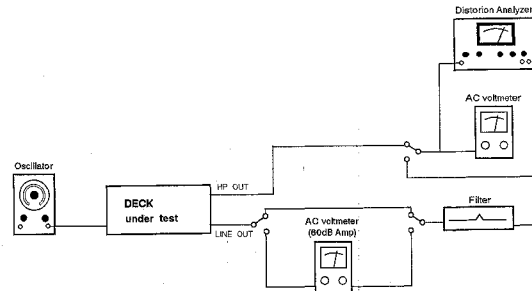 Distorion Analyzer
AC voltmeter
Oscillator
HP OUT
DECK
under test
LINE OUT
AC voltmeter
(60dB Amp)
Filter